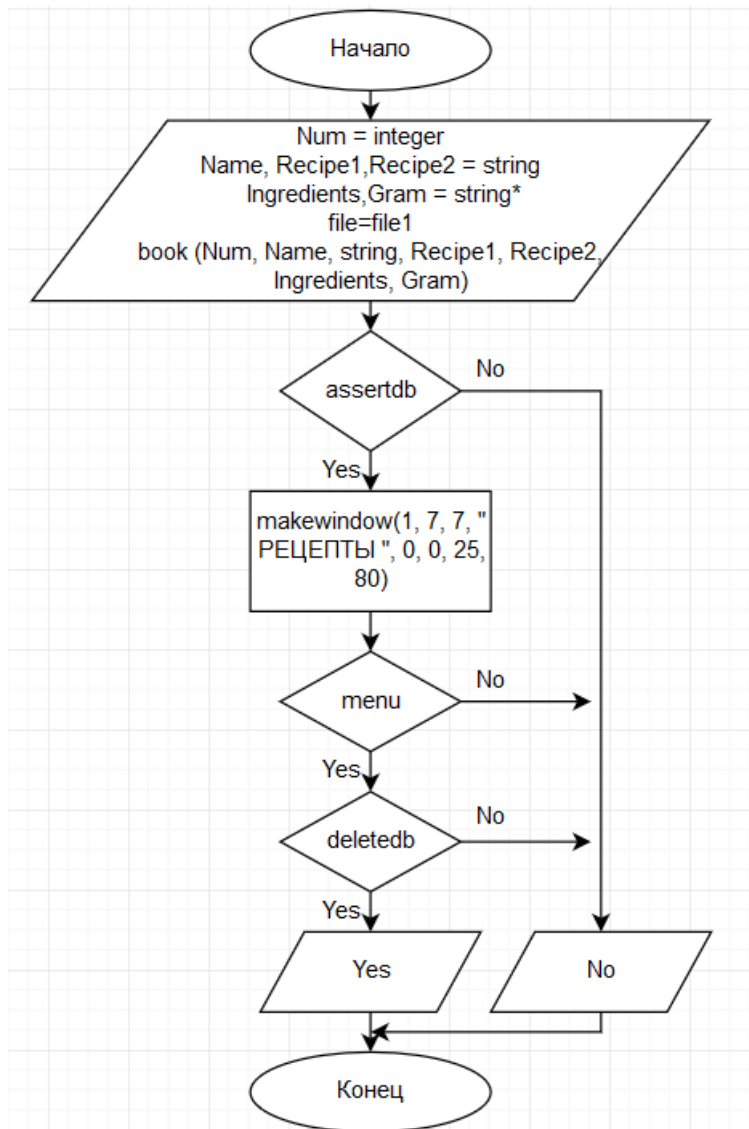 Начало
Num = integer
Name, Recipe1,Recipe2 = string
Ingredients,Gram = string*
file=file1
book (Num, Name, string, Recipe1, Recipe2,
Ingredients, Gram)
assertdb
No
Yes
makewindow(1, 7, 7, "
РЕЦЕПТЫ ", 0, 0, 25,
80)
menu
No
Yes
deletedb
No
Yes
Yes
No
Конец